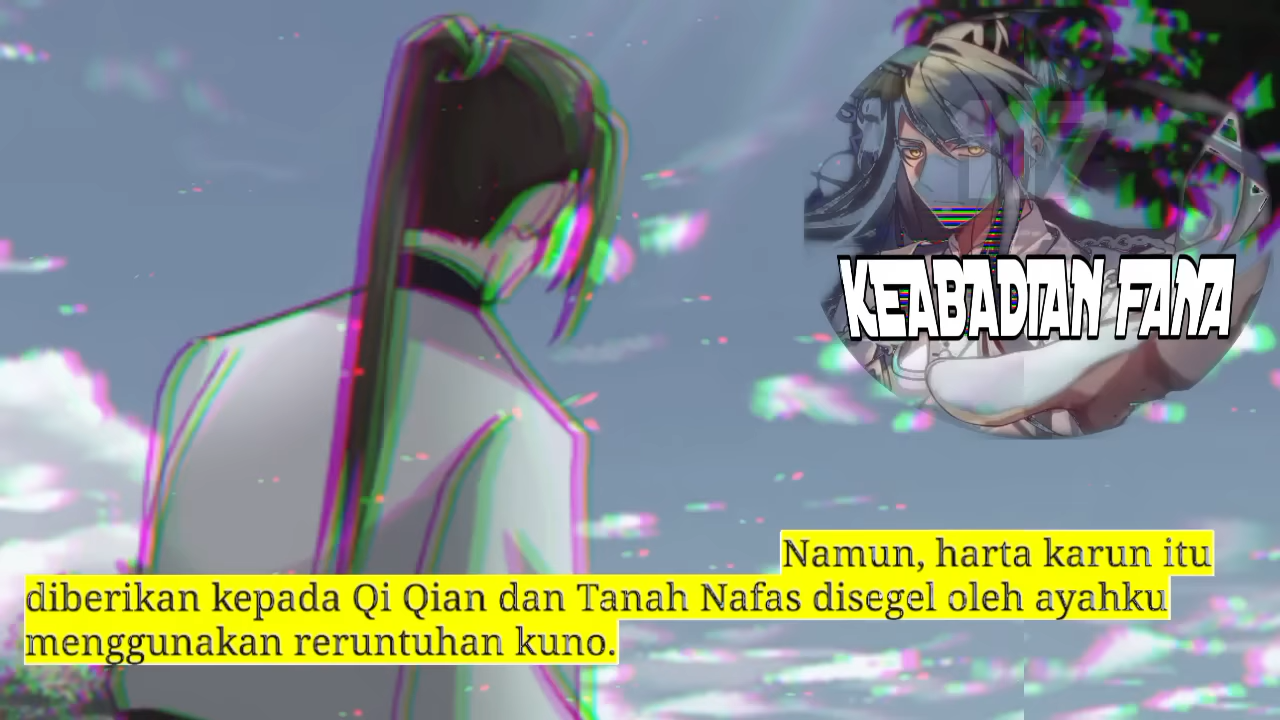 KEABADIAN FANA
Namun, harta karun itu
diberikan kepada Qi Qian dan Tanah Nafas disegel oleh ayahku
menggunakan reruntuhan kuno.